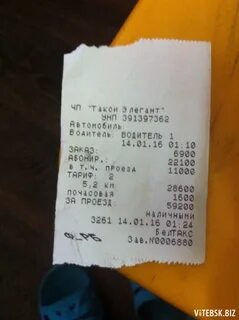 ЧП "Такси Элегант"
УНП 391397362
Автомобиль:
Водитель: ВОДИТЕЛЬ 1
14.01.16 01:10
ЗАКАЗ: 6900
АБОНИР.: 22100
в т.ч. проезд 11000
ТАРИФ: 2
5,2 км 28600
почасовая 1600
ЗА ПРОЕЗД: 59200
наличными
3261 14.01.16 01:24
БелТАКС
Зав.№0006880
VITEBSK.BIZ